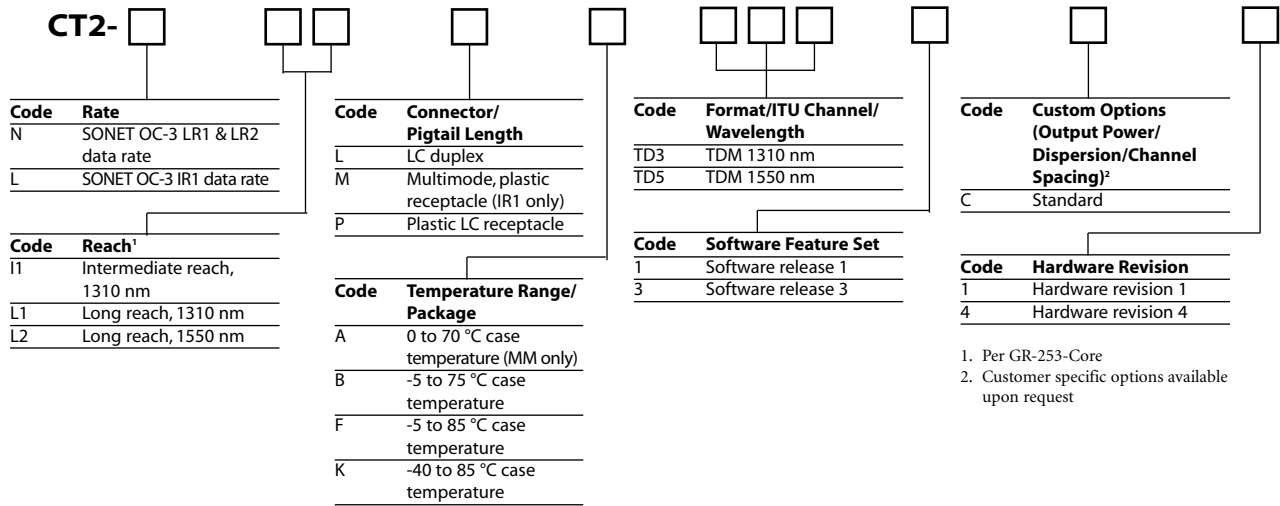 CT2-
Code Rate
N SONET OC-3 LR1 & LR2
data rate
L SONET OC-3 IR1 data rate
Code Reach¹
I1 Intermediate reach,
1310 nm
L1 Long reach, 1310 nm
L2 Long reach, 1550 nm
Code Connector/
Pigtail Length
L LC duplex
M Multimode, plastic
receptacle (IR1 only)
P Plastic LC receptacle
Code Temperature Range/
Package
A 0 to 70 °C case
temperature (MM only)
B -5 to 75 °C case
temperature
F -5 to 85 °C case
temperature
K -40 to 85 °C case
temperature
Code Format/ITU Channel/
Wavelength
TD3 TDM 1310 nm
TD5 TDM 1550 nm
Code Software Feature Set
1 Software release 1
3 Software release 3
Code Custom Options
(Output Power/
Dispersion/Channel
Spacing)²
C Standard
Code Hardware Revision
1 Hardware revision 1
4 Hardware revision 4
1. Per GR-253-Core
2. Customer specific options available
upon request